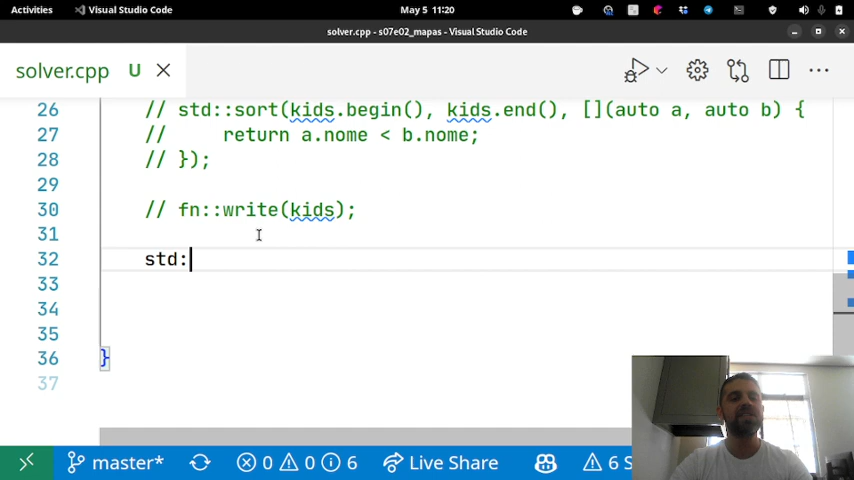 Activities Visual Studio Code May 5 11:20
solver.cpp - s07e02_mapas - Visual Studio Code
solver.cpp U
26 // std::sort(kids.begin(), kids.end(), [](auto a, auto b) {
27 // return a.nome < b.nome;
28 // });
29
30 // fn::write(kids);
31
32 std:
33
34
35
36 }
37
master* 0 0 6 Live Share 6 S